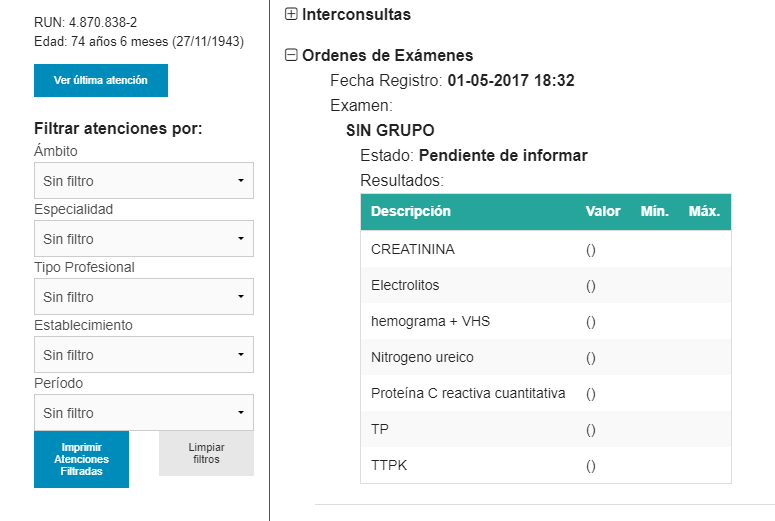 RUN: 4.870.838-2
Edad: 74 años 6 meses (27/11/1943)
Ver última atención
Filtrar atenciones por:
Ámbito
Sin filtro
Especialidad
Sin filtro
Tipo Profesional
Sin filtro
Establecimiento
Sin filtro
Período
Sin filtro
Imprimir
Atenciones
Filtradas
Limpiar
filtros
Interconsultas
Ordenes de Exámenes
Fecha Registro: 01-05-2017 18:32
Examen:
SIN GRUPO
Estado: Pendiente de informar
Resultados:
Descripción Valor Mín. Máx.
CREATININA ()
Electrolitos ()
hemograma + VHS ()
Nitrogeno ureico ()
Proteína C reactiva cuantitativa ()
TP ()
TTPK ()